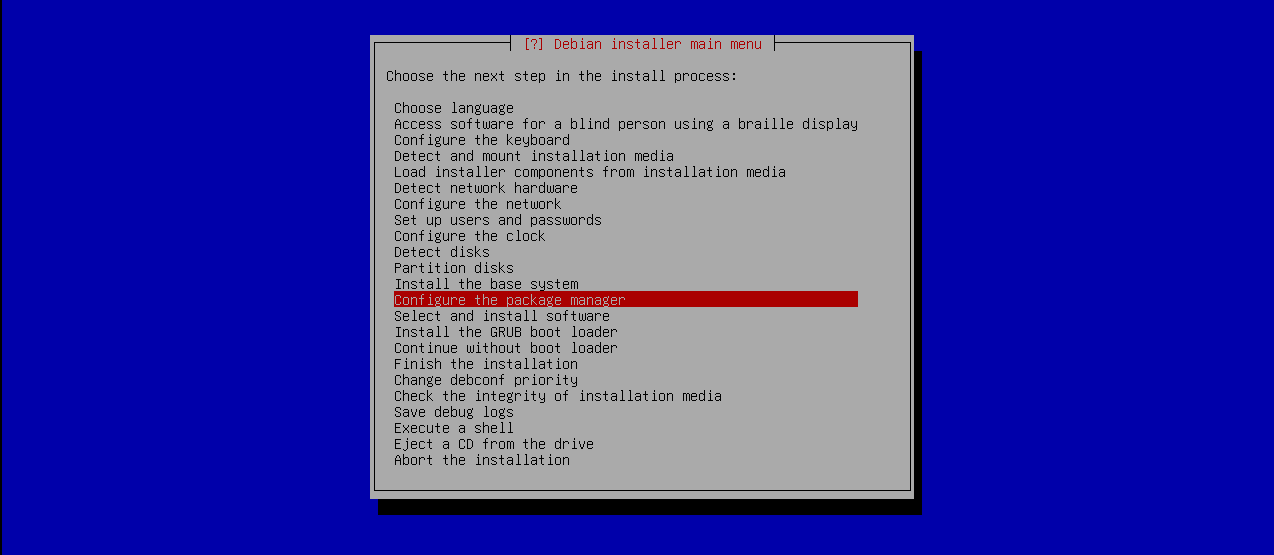 [?] Debian installer main menu
Choose the next step in the install process:
Choose language
Access software for a blind person using a braille display
Configure the keyboard
Detect and mount installation media
Load installer components from installation media
Detect network hardware
Configure the network
Set up users and passwords
Configure the clock
Detect disks
Partition disks
Install the base system
Configure the package manager
Select and install software
Install the GRUB boot loader
Continue without boot loader
Finish the installation
Change debconf priority
Check the integrity of installation media
Save debug logs
Execute a shell
Eject a CD from the drive
Abort the installation